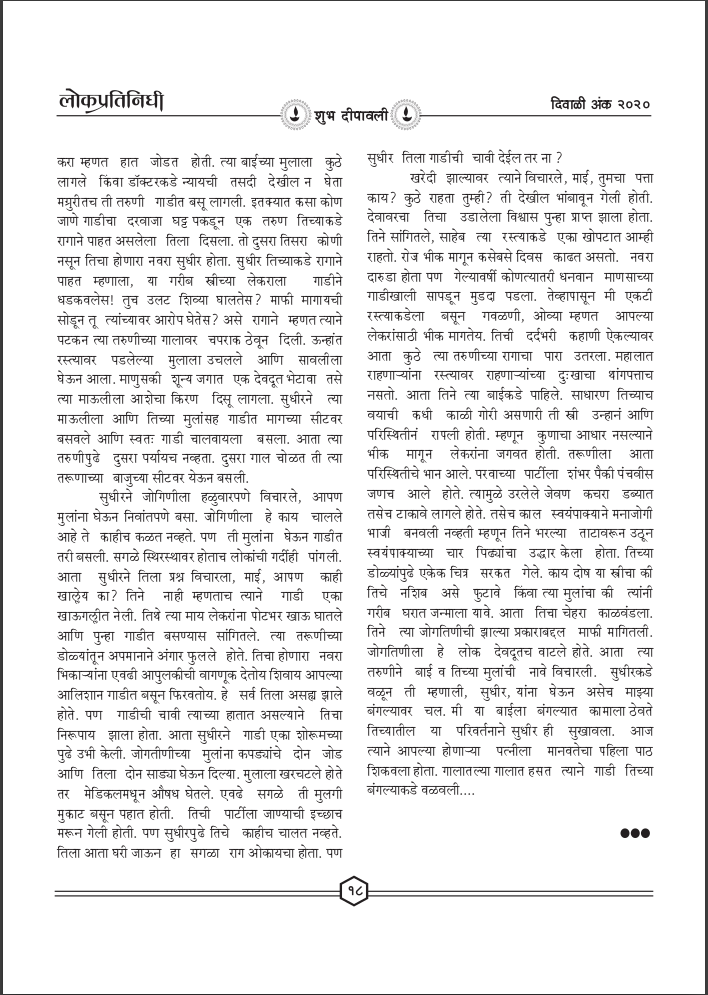 लोकप्रतिनिधी
शुभ दीपावली
दिवाळी अंक २०२०
करा म्हणत हात जोडत होती. त्या बाईच्या मुलाला कुठे
लागले किंवा डॉक्टरकडे न्यायची तसदी देखील न घेता
मग्रुरीतच ती तरुणी गाडीत बसू लागली. इतक्यात कसा कोण
जाणे गाडीचा दरवाजा घट्ट पकडून एक तरुण तिच्याकडे
रागाने पाहत असलेला तिला दिसला. तो दुसरा तिसरा कोणी
नसून तिचा होणारा नवरा सुधीर होता. सुधीर तिच्याकडे रागाने
पाहत म्हणाला, या गरीब स्त्रीच्या लेकराला गाडीने
धडकवलेस! तुच उलट शिव्या घालतेस? माफी मागायची
सोडून तू त्यांच्यावर आरोप घेतेस? असे रागाने म्हणत त्याने
पटकन त्या तरुणीच्या गालावर चपराक ठेवून दिली. ऊन्हांत
रस्त्यावर पडलेल्या मुलाला उचलले आणि सावलीला
घेऊन आला. माणुसकी शून्य जगात एक देवदूत भेटावा तसे
त्या माऊलीला आशेचा किरण दिसू लागला. सुधीरने त्या
माऊलीला आणि तिच्या मुलांसह गाडीत मागच्या सीटवर
बसवले आणि स्वतः गाडी चालवायला बसला. आता त्या
तरुणीपुढे दुसरा पर्यायच नव्हता. दुसरा गाल चोळत ती त्या
तरूणाच्या बाजुच्या सीटवर येऊन बसली.
सुधीरने जोगिणीला हळुवारपणे विचारले, आपण
मुलांना घेऊन निवांतपणे बसा. जोगिणीला हे काय चालले
आहे ते काहीच कळत नव्हते. पण ती मुलांना घेऊन गाडीत
तरी बसली. सगळे स्थिरस्थावर होताच लोकांची गर्दीही पांगली.
आता सुधीरने तिला प्रश्न विचारला, माई, आपण काही
खाल्लेय का? तिने नाही म्हणताच त्याने गाडी एका
खाऊगल्लीत नेली. तिथे त्या माय लेकरांना पोटभर खाऊ घातले
आणि पुन्हा गाडीत बसण्यास सांगितले. त्या तरूणीच्या
डोळ्यांतून अपमानाने अंगार फुलले होते. तिचा होणारा नवरा
भिकाऱ्यांना एवढी आपुलकीची वागणूक देतोय शिवाय आपल्या
आलिशान गाडीत बसून फिरवतोय. हे सर्व तिला असह्य झाले
होते. पण गाडीची चावी त्याच्या हातात असल्याने तिचा
निरूपाय झाला होता. आता सुधीरने गाडी एका शोरूमच्या
पुढे उभी केली. जोगतीणीच्या मुलांना कपड्यांचे दोन जोड
आणि तिला दोन साड्या घेऊन दिल्या. मुलाला खरचटले होते
तर मेडिकलमधून औषध घेतले. एवढे सगळे ती मुलगी
मुकाट बसून पहात होती. तिची पार्टीला जाण्याची इच्छाच
मरून गेली होती. पण सुधीरपुढे तिचे काहीच चालत नव्हते.
तिला आता घरी जाऊन हा सगळा राग ओकायचा होता. पण
सुधीर तिला गाडीची चावी देईल तर ना ?
खरेदी झाल्यावर त्याने विचारले, माई, तुमचा पत्ता
काय? कुठे राहता तुम्ही? ती देखील भांबावून गेली होती.
देवावरचा तिचा उडालेला विश्वास पुन्हा प्राप्त झाला होता.
तिने सांगितले, साहेब त्या रस्त्याकडे एका खोपटात आम्ही
राहतो. रोज भीक मागून कसेबसे दिवस काढत असतो. नवरा
दारुडा होता पण गेल्यावर्षी कोणत्यातरी धनवान माणसाच्या
गाडीखाली सापडून मुडदा पडला. तेव्हापासून मी एकटी
रस्त्याकडेला बसून गवळणी, ओव्या म्हणत आपल्या
लेकरांसाठी भीक मागतेय. तिची दर्दभरी कहाणी ऐकल्यावर
आता कुठे त्या तरुणीच्या रागाचा पारा उतरला. महालात
राहणाऱ्यांना रस्त्यावर राहणाऱ्यांच्या दुःखाचा थांगपत्ताच
नसतो. आता तिने त्या बाईकडे पाहिले. साधारण तिच्याच
वयाची कधी काळी गोरी असणारी ती स्त्री उन्हानं आणि
परिस्थितीनं रापली होती. म्हणून कुणाचा आधार नसल्याने
भीक मागून लेकरांना जगवत होती. तरूणीला आता
परिस्थितीचे भान आले. परवाच्या पार्टीला शंभर पैकी पंचवीस
जणच आले होते. त्यामुळे उरलेले जेवण कचरा डब्यात
तसेच टाकावे लागले होते. तसेच काल स्वयंपाक्याने मनाजोगी
भाजी बनवली नव्हती म्हणून तिने भरल्या ताटावरून उठून
स्वयंपाक्याच्या चार पिढ्यांचा उद्धार केला होता. तिच्या
डोळ्यांपुढे एकेक चित्र सरकत गेले. काय दोष या स्त्रीचा की
तिचे नशिब असे फुटावे किंवा त्या मुलांचा की त्यांनी
गरीब घरात जन्माला यावे. आता तिचा चेहरा काळवंडला.
तिने त्या जोगतिणीची झाल्या प्रकाराबद्दल माफी मागितली.
जोगतिणीला हे लोक देवदूतच वाटले होते. आता त्या
तरुणीने बाई व तिच्या मुलांची नावे विचारली. सुधीरकडे
वळून ती म्हणाली, सुधीर, यांना घेऊन असेच माझ्या
बंगल्यावर चल. मी या बाईला बंगल्यात कामाला ठेवते
तिच्यातील या परिवर्तनाने सुधीर ही सुखावला. आज
त्याने आपल्या होणाऱ्या पत्नीला मानवतेचा पहिला पाठ
शिकवला होता. गालातल्या गालात हसत त्याने गाडी तिच्या
बंगल्याकडे वळवली....
१८